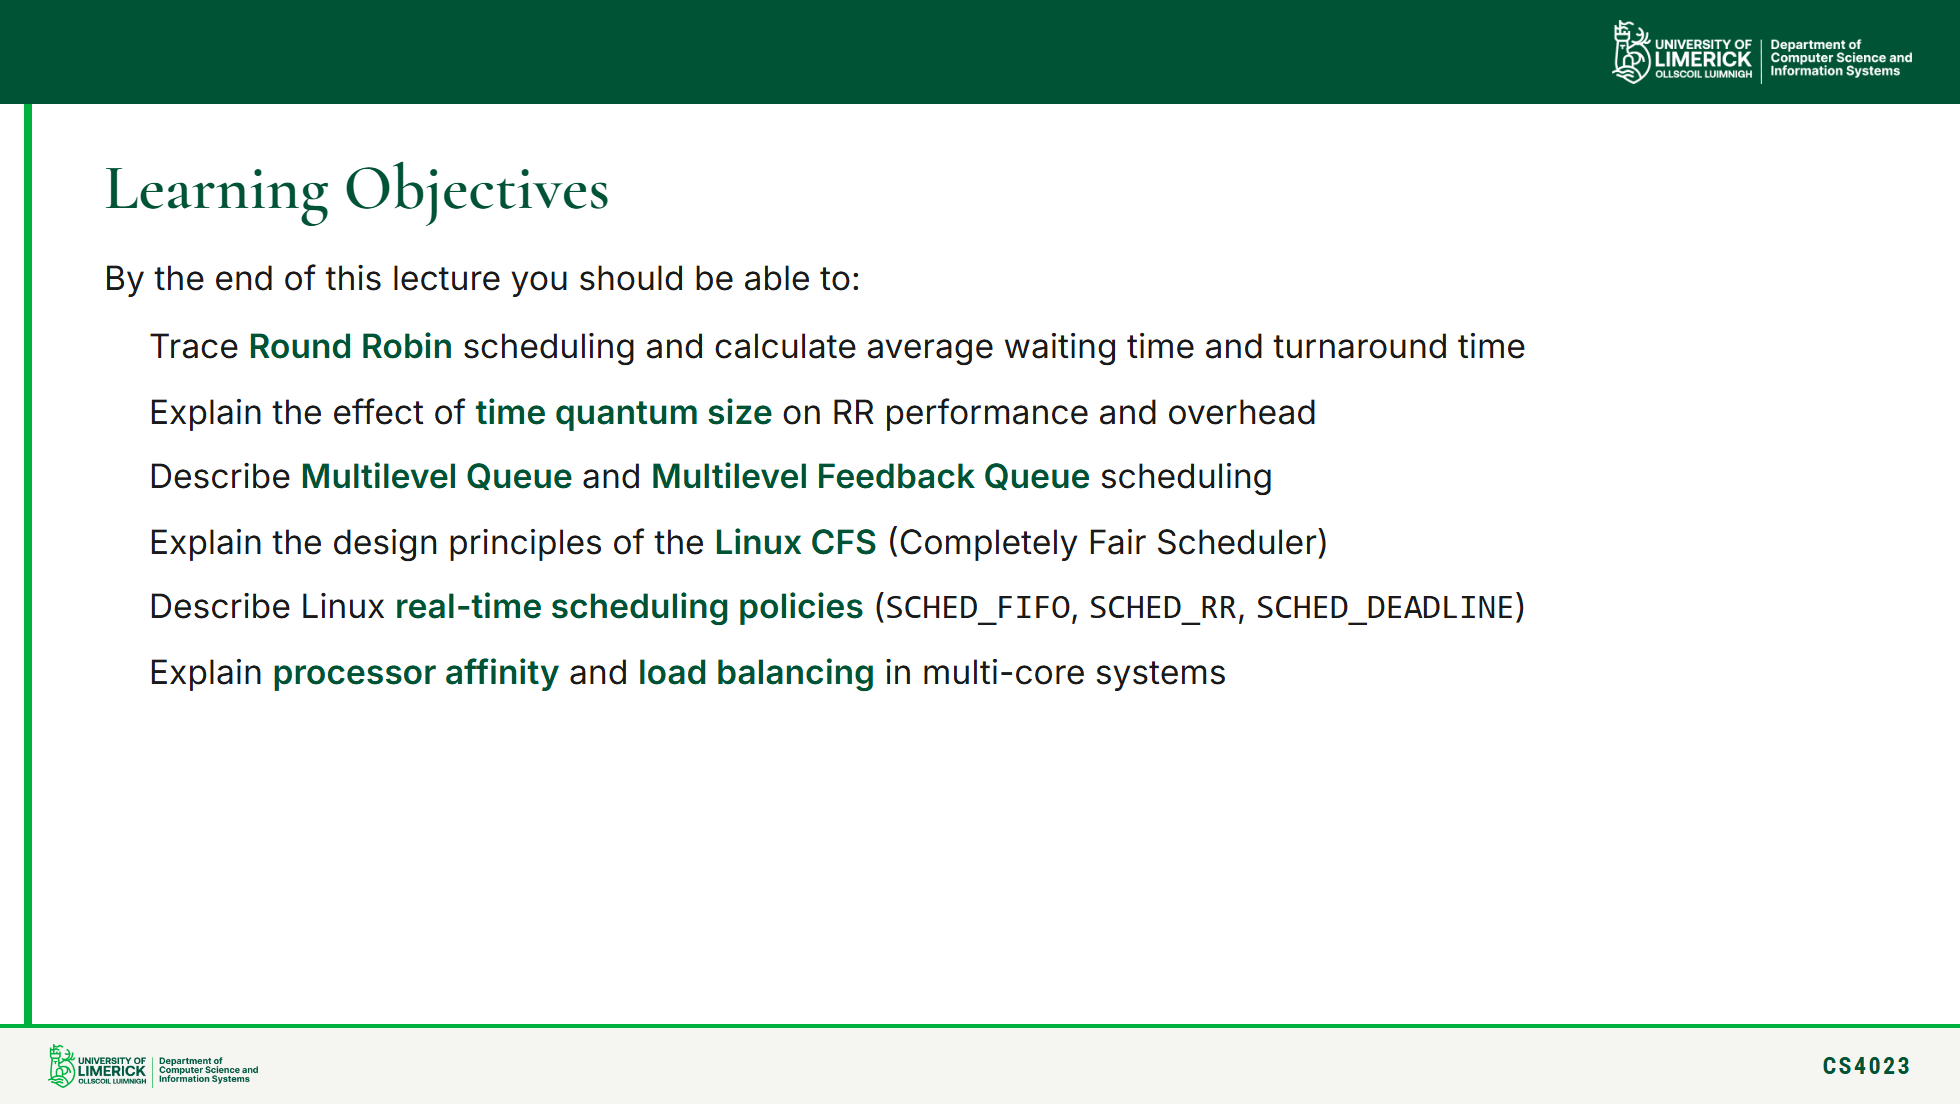 UNIVERSITY OF
LIMERICK
OLLSCOIL LUIMNIGH
Department of
Computer Science and
Information Systems
Learning Objectives
By the end of this lecture you should be able to:
Trace Round Robin scheduling and calculate average waiting time and turnaround time
Explain the effect of time quantum size on RR performance and overhead
Describe Multilevel Queue and Multilevel Feedback Queue scheduling
Explain the design principles of the Linux CFS (Completely Fair Scheduler)
Describe Linux real-time scheduling policies (SCHED_FIFO, SCHED_RR, SCHED_DEADLINE)
Explain processor affinity and load balancing in multi-core systems
UNIVERSITY OF
LIMERICK
OLLSCOIL LUIMNIGH
Department of
Computer Science and
Information Systems
CS4023